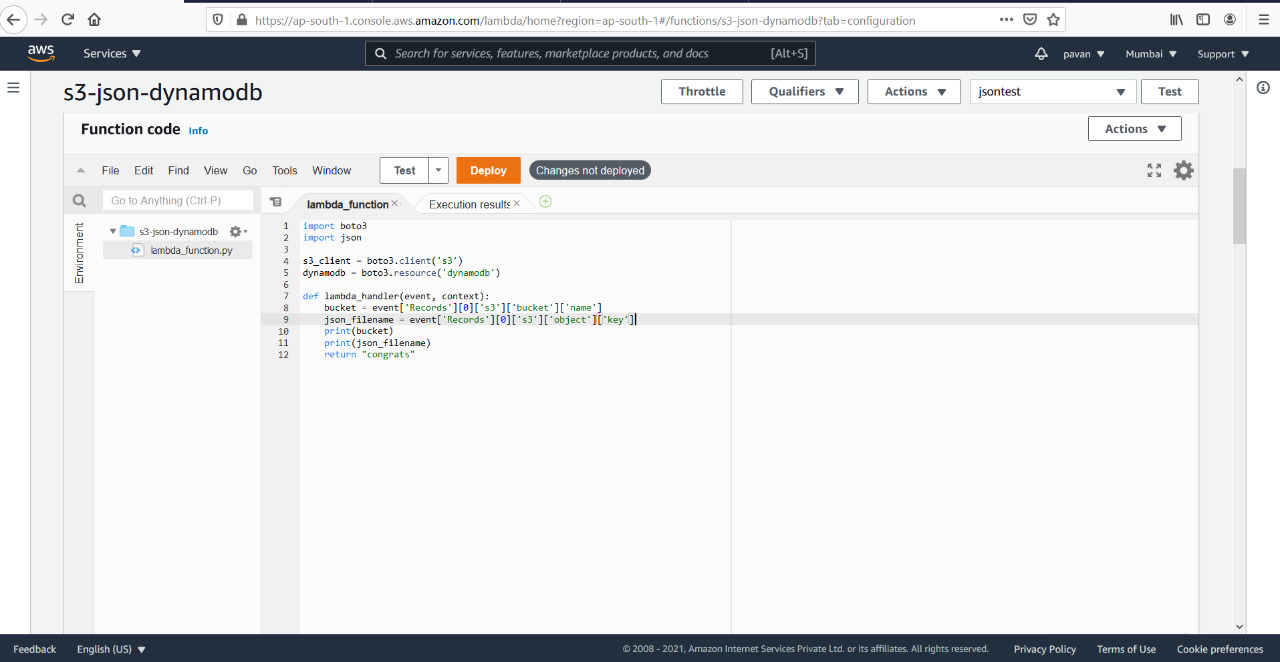 https://ap-south-1.console.aws.amazon.com/lambda/home?region=ap-south-1#/functions/s3-json-dynamodb?tab=configuration
aws Services Search for services, features, marketplace products, and docs [Alt+S] pavan Mumbai Support
s3-json-dynamodb Throttle Qualifiers Actions jsontest Test
Function code Info Actions
File Edit Find View Go Tools Window Test Deploy Changes not deployed
Go to Anything (Ctrl-P) lambda_function Execution results
Environment
s3-json-dynamodb
lambda_function.py
1 import boto3
2 import json
3
4 s3_client = boto3.client('s3')
5 dynamodb = boto3.resource('dynamodb')
6
7 def lambda_handler(event, context):
8 bucket = event['Records'][0]['s3']['bucket']['name']
9 json_filename = event['Records'][0]['s3']['object']['key']
10 print(bucket)
11 print(json_filename)
12 return "congrats"
Feedback English (US) © 2008 - 2021, Amazon Internet Services Private Ltd. or its affiliates. All rights reserved. Privacy Policy Terms of Use Cookie preferences